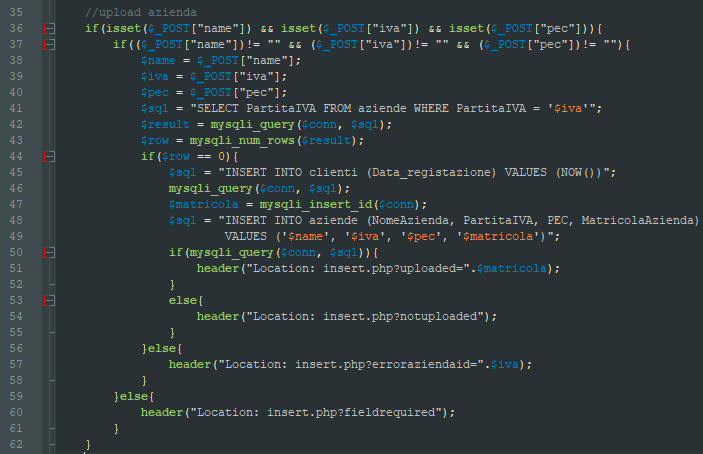 35 //upload azienda
36 if(isset($_POST["name"]) && isset($_POST["iva"]) && isset($_POST["pec"])){
37 if(($_POST["name"])!= "" && ($_POST["iva"])!= "" && ($_POST["pec"])!= ""){
38 $name = $_POST["name"];
39 $iva = $_POST["iva"];
40 $pec = $_POST["pec"];
41 $sql = "SELECT PartitaIVA FROM aziende WHERE PartitaIVA = '$iva'";
42 $result = mysqli_query($conn, $sql);
43 $row = mysqli_num_rows($result);
44 if($row == 0){
45 $sql = "INSERT INTO clienti (Data_registazione) VALUES (NOW())";
46 mysqli_query($conn, $sql);
47 $matricola = mysqli_insert_id($conn);
48 $sql = "INSERT INTO aziende (NomeAzienda, PartitaIVA, PEC, MatricolaAzienda)
49 VALUES ('$name', '$iva', '$pec', '$matricola')";
50 if(mysqli_query($conn, $sql)){
51 header("Location: insert.php?uploaded=".$matricola);
52 }
53 else{
54 header("Location: insert.php?notuploaded");
55 }
56 }else{
57 header("Location: insert.php?erroraziendaid=".$iva);
58 }
59 }else{
60 header("Location: insert.php?fieldrequired");
61 }
62 }